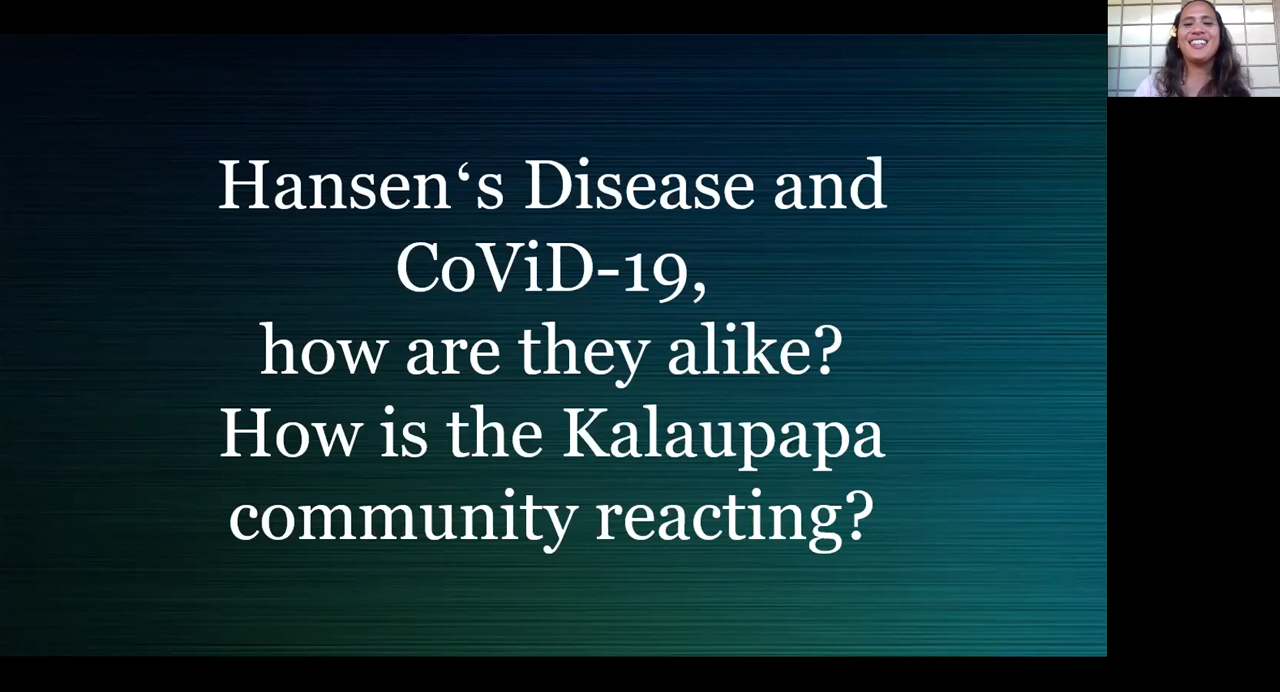 Hansen‘s Disease and
CoViD-19,
how are they alike?
How is the Kalaupapa
community reacting?